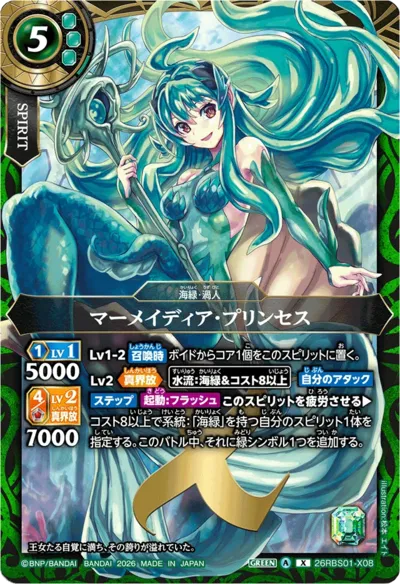 5
SPIRIT
海緑・渦人
マーメイディア・プリンセス
1 LV1 5000
Lv1-2 召喚時 ボイドからコア1個をこのスピリットに置く。
4 LV2 真界放 7000
Lv2 真界放 水流:海緑&コスト8以上 自分のアタック
ステップ 起動:フラッシュ このスピリットを疲労させる▶
コスト8以上で系統:「海緑」を持つ自分のスピリット1体を
指定する。このバトル中、それに緑シンボル1つを追加する。
王女たる自覚に満ち、その誇りが溢れていた。
illustration:松本 エイト
©BNP/BANDAI BANDAI 2026 MADE IN JAPAN GREEN A X 26RBS01-X08